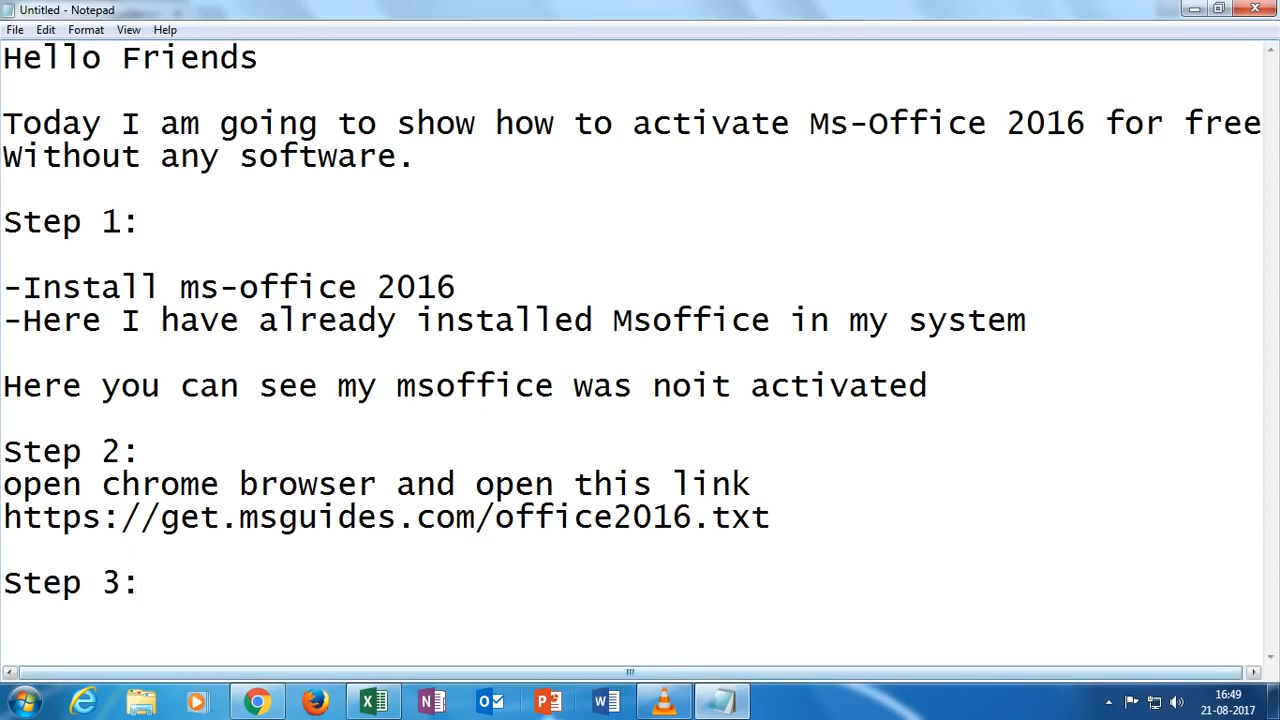 Untitled - Notepad
File Edit Format View Help
Hello Friends
Today I am going to show how to activate Ms-Office 2016 for free
Without any software.
Step 1:
-Install ms-office 2016
-Here I have already installed Msoffice in my system
Here you can see my msoffice was noit activated
Step 2:
open chrome browser and open this link
https://get.msguides.com/office2016.txt
Step 3:
16:49
21-08-2017